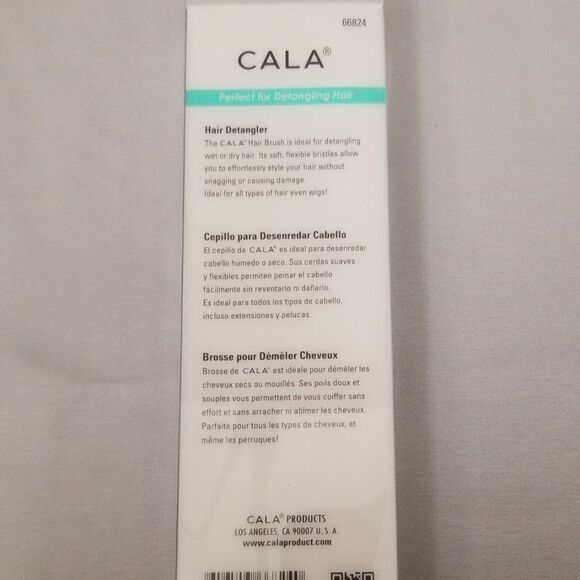 66824
CALA®
Perfect for Detangling Hair
Hair Detangler
The CALA® Hair Brush is ideal for detangling
wet or dry hair. Its soft, flexible bristles allow
you to effortlessly style your hair without
snagging or causing damage.
Ideal for all types of hair even wigs!
Cepillo para Desenredar Cabello
El cepillo de CALA® es ideal para desenredar
cabello húmedo o séco. Sus cerdas suaves
y flexibles permiten peinar el cabello
fácilmente sin reventarlo ni dañarlo.
Es ideal para todos los tipos de cabello,
incluso extensiones y pelucas.
Brosse pour Démêler Cheveux
Brosse de CALA® est idéale pour démêler les
cheveux secs ou mouillés. Ses poils doux et
souples vous permettent de vous coiffer sans
effort et sans arracher ni abîmer les cheveux.
Parfaite pour tous les types de cheveux, et
même les perruques!
CALA® PRODUCTS
LOS ANGELES, CA 90007 U.S.A.
www.calaproduct.com